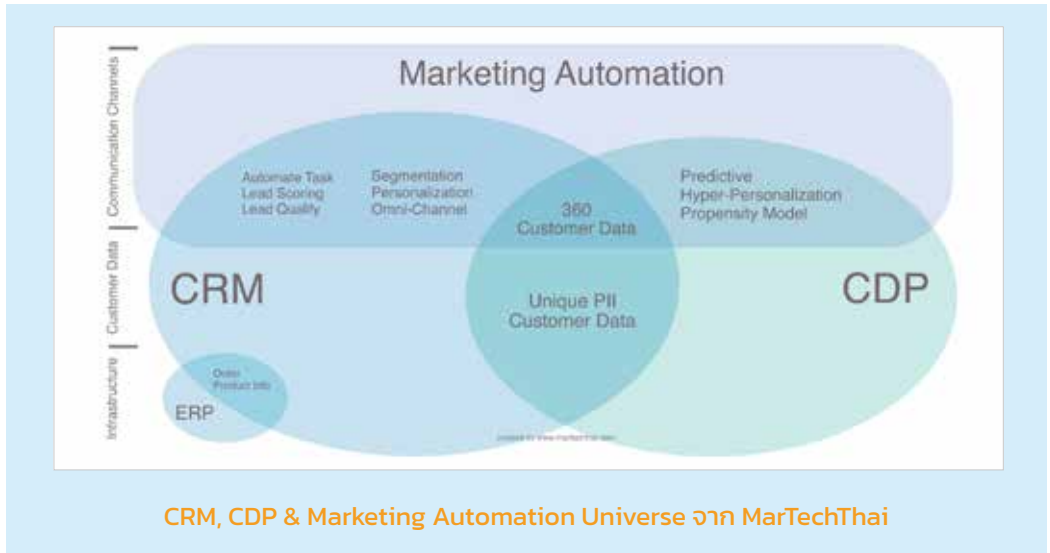 Marketing Automation
Communication Channels
Automate Task
Lead Scoring
Lead Quality
Segmentation
Personalization
Omni-Channel
360
Customer Data
Predictive
Hyper-Personalization
Propensity Model
Customer Data
CRM
Unique PII
Customer Data
CDP
Infrastructure
Order
Product Info
ERP
CRM, CDP & Marketing Automation Universe จาก MarTechThai